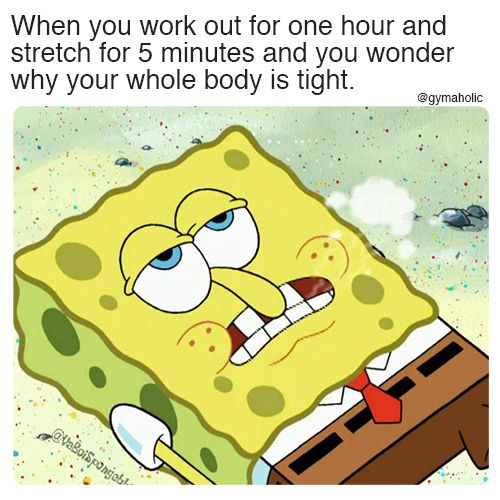 When you work out for one hour and
stretch for 5 minutes and you wonder
why your whole body is tight.
@gymaholic